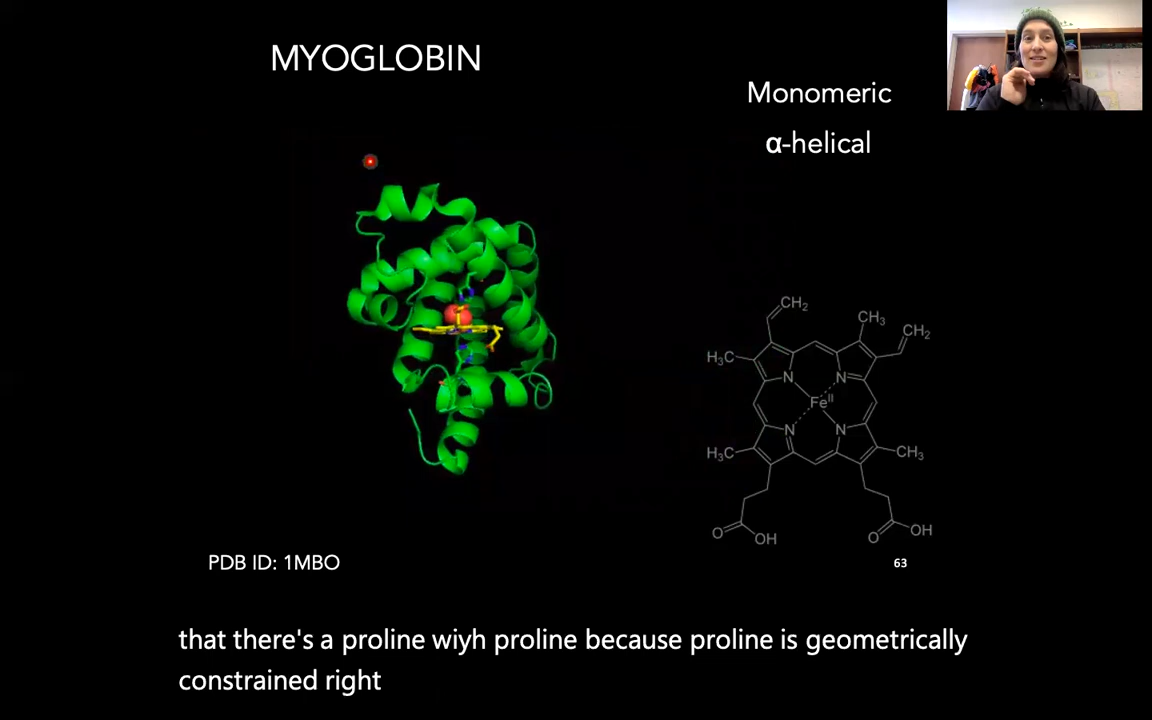 MYOGLOBIN
Monomeric
α-helical
CH₂
CH₃
CH₂
H₃C
N
N
Feᴵᴵ
N
N
H₃C
CH₃
O
OH
O
OH
PDB ID: 1MBO
63
that there's a proline wiyh proline because proline is geometrically
constrained right